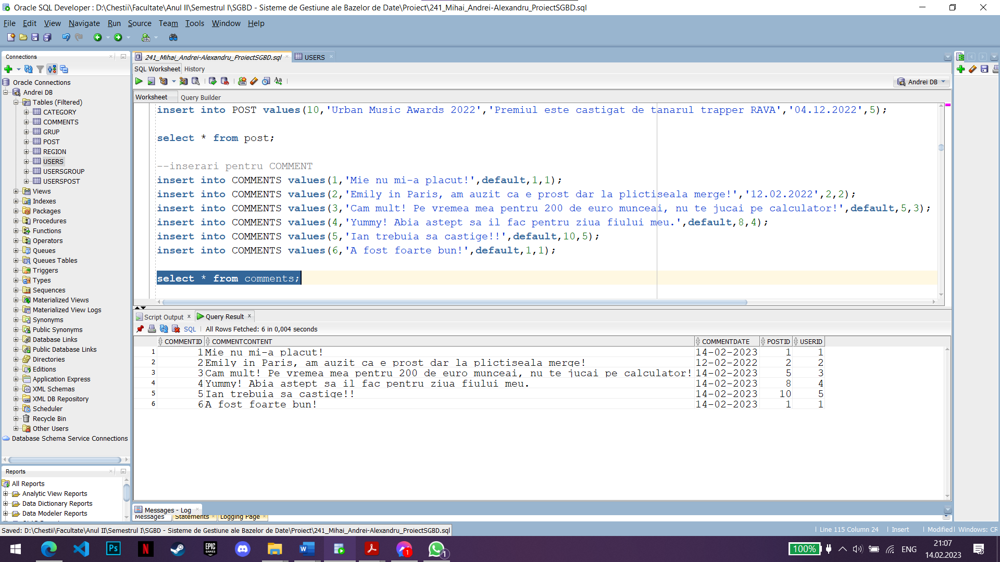 Oracle SQL Developer : D:\Chestii\Facultate\Anul II\Semestrul I\SGBD - Sisteme de Gestiune ale Bazelor de Date\Proiect\241_Mihai_Andrei-Alexandru_ProiectSGBD.sql
File Edit View Navigate Run Source Team Tools Window Help
Connections
Oracle Connections
Andrei DB
Tables (Filtered)
CATEGORY
COMMENTS
GRUP
POST
REGION
USERS
USERSGROUP
USERSPOST
Views
Indexes
Packages
Procedures
Functions
Operators
Queues
Queues Tables
Triggers
Types
Sequences
Materialized Views
Materialized View Logs
Synonyms
Public Synonyms
Database Links
Public Database Links
Directories
Editions
Application Express
XML Schemas
XML DB Repository
Scheduler
Recycle Bin
Other Users
Database Schema Service Connections
Reports
All Reports
Analytic View Reports
Data Dictionary Reports
Data Modeler Reports
241_Mihai_Andrei-Alexandru_ProiectSGBD.sql USERS
SQL Worksheet History
Andrei DB
Worksheet Query Builder
insert into POST values(10,'Urban Music Awards 2022','Premiul este castigat de tanarul trapper RAVA','04.12.2022',5);
select * from post;
--inserari pentru COMMENT
insert into COMMENTS values(1,'Mie nu mi-a placut!',default,1,1);
insert into COMMENTS values(2,'Emily in Paris, am auzit ca e prost dar la plictiseala merge!','12.02.2022',2,2);
insert into COMMENTS values(3,'Cam mult! Pe vremea mea pentru 200 de euro munceai, nu te jucai pe calculator!',default,5,3);
insert into COMMENTS values(4,'Yummy! Abia astept sa il fac pentru ziua fiului meu.',default,8,4);
insert into COMMENTS values(5,'Ian trebuia sa castige!!',default,10,5);
insert into COMMENTS values(6,'A fost foarte bun!',default,1,1);
select * from comments;
Script Output x Query Result x
SQL All Rows Fetched: 6 in 0,004 seconds
COMMENTID COMMENTCONTENT COMMENTDATE POSTID USERID
1 1 Mie nu mi-a placut! 14-02-2023 1 1
2 2 Emily in Paris, am auzit ca e prost dar la plictiseala merge! 12-02-2022 2 2
3 3 Cam mult! Pe vremea mea pentru 200 de euro munceai, nu te jucai pe calculator! 14-02-2023 5 3
4 4 Yummy! Abia astept sa il fac pentru ziua fiului meu. 14-02-2023 8 4
5 5 Ian trebuia sa castige!! 14-02-2023 10 5
6 6 A fost foarte bun! 14-02-2023 1 1
Messages - Log
Messages Statements Logging Page
Saved: D:\Chestii\Facultate\Anul II\Semestrul I\SGBD - Sisteme de Gestiune ale Bazelor de Date\Proiect\241_Mihai_Andrei-Alexandru_ProiectSGBD.sql
Line 115 Column 24 Insert Modified Windows: CR
Ps N EPIC GAMES W 1 1
100% ENG
21:07
14.02.2023